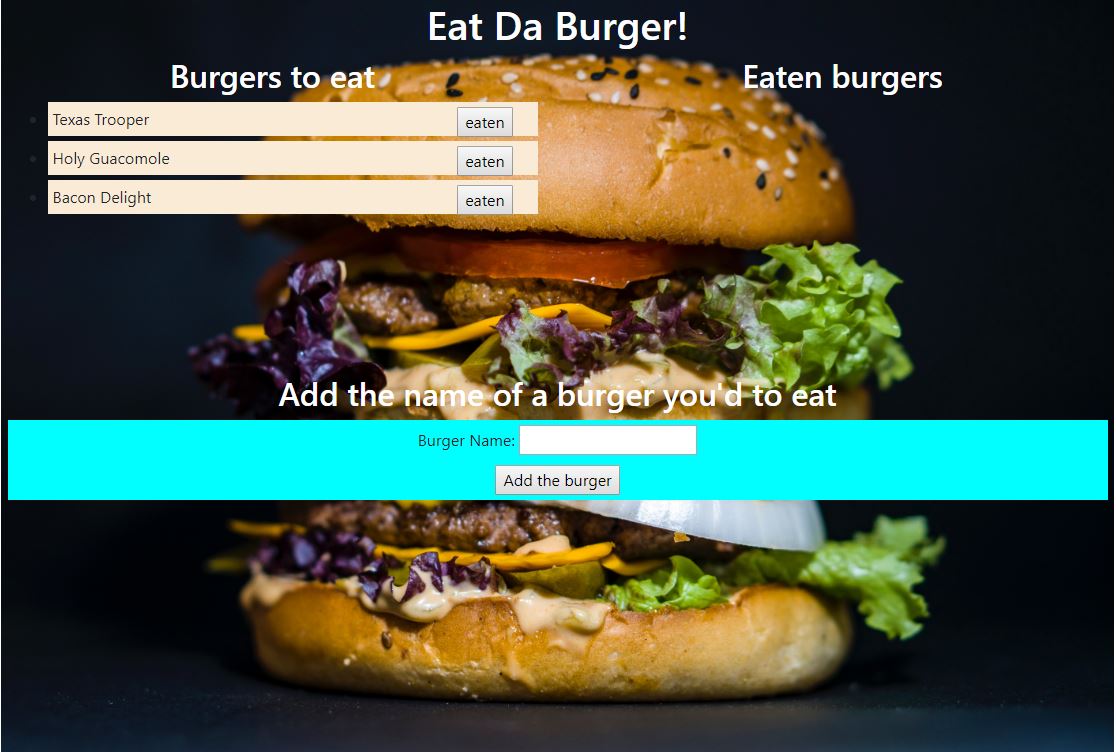 Eat Da Burger!
Burgers to eat
Eaten burgers
Texas Trooper eaten
Holy Guacomole eaten
Bacon Delight eaten
Add the name of a burger you'd to eat
Burger Name:
Add the burger